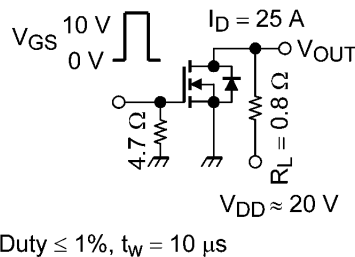 V_GS 10 V
0 V
I_D = 25 A
V_OUT
4.7 Ω
R_L = 0.8 Ω
V_DD ≈ 20 V
Duty ≤ 1%, t_w = 10 μs